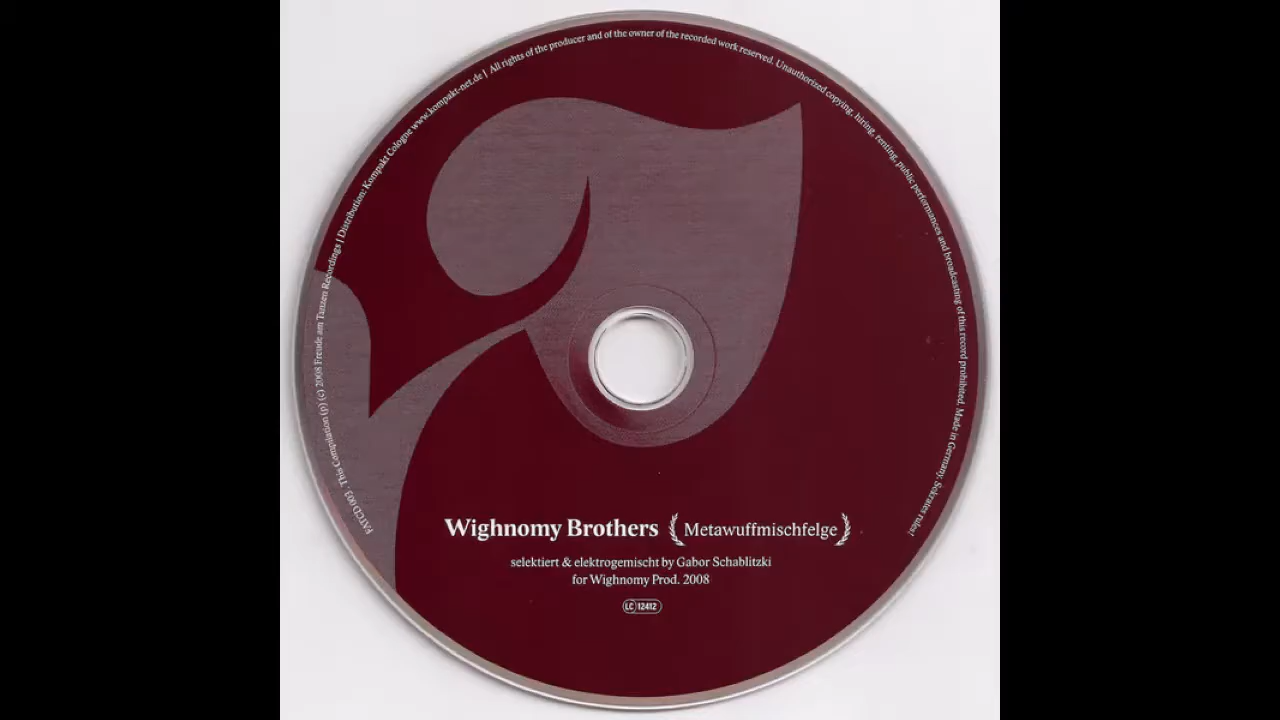 FATCD003. This Compilation (p) (c) 2008 Freude am Tanzen Recordings | Distribution: Kompakt Cologne www.kompakt-net.de | All rights of the producer and of the owner of the recorded work reserved. Unauthorized copying, hiring, renting, public performances and broadcasting of this record prohibited. Made in Germany. Sokrates rules!
Wighnomy Brothers (Metawuffmischfelge)
selektiert & elektrogemischt by Gabor Schablitzki
for Wighnomy Prod. 2008
LC 12412